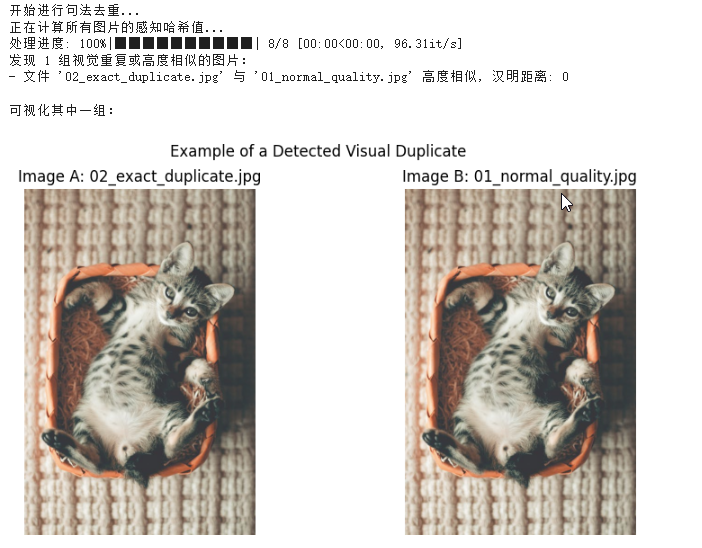 开始进行句法去重...
正在计算所有图片的感知哈希值...
处理进度: 100%|██████████| 8/8 [00:00<00:00, 96.31it/s]
发现 1 组视觉重复或高度相似的图片:
- 文件 '02_exact_duplicate.jpg' 与 '01_normal_quality.jpg' 高度相似, 汉明距离: 0
可视化其中一组:
Example of a Detected Visual Duplicate
Image A: 02_exact_duplicate.jpg
Image B: 01_normal_quality.jpg